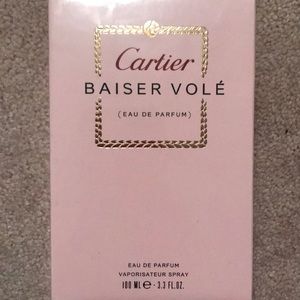 Cartier
BAISER VOLÉ
(EAU DE PARFUM)
EAU DE PARFUM
VAPORISATEUR SPRAY
100 ML ℮ - 3.3 FL.OZ.